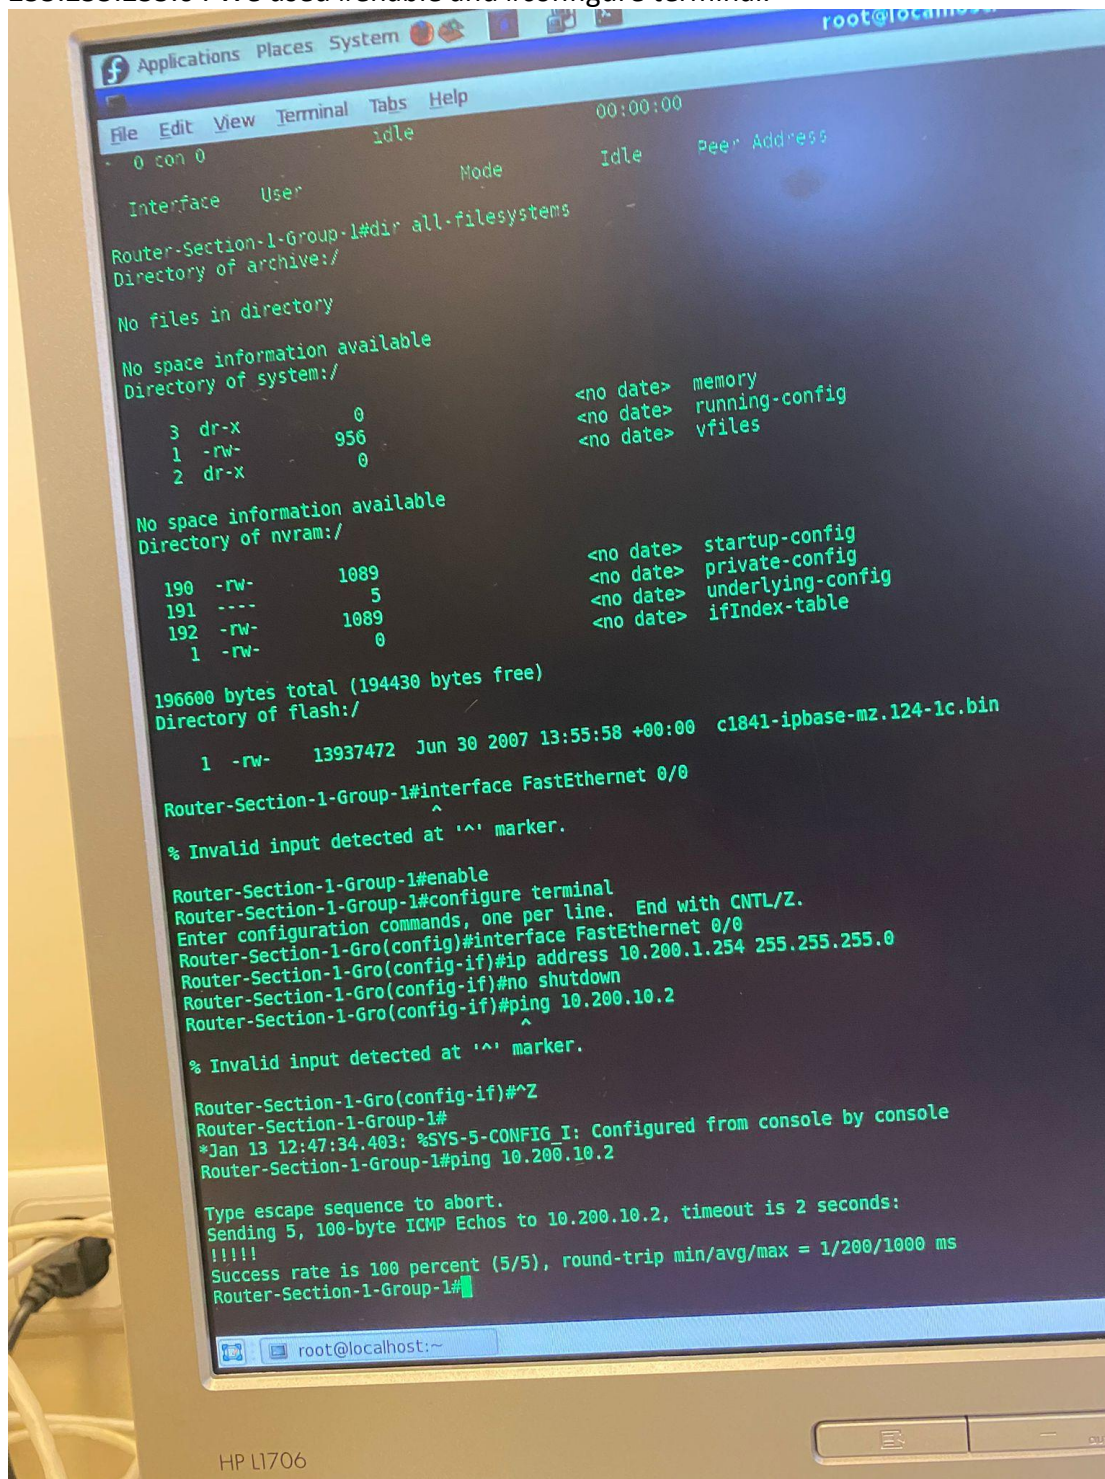 Applications Places System
File Edit View Terminal Tabs Help
0 con 0 idle 00:00:00
Interface User Mode Idle Peer Address
Router-Section-1-Group-1#dir all-filesystems
Directory of archive:/
No files in directory
No space information available
Directory of system:/
3 dr-x 0 <no date> memory
1 -rw- 956 <no date> running-config
2 dr-x 0 <no date> vfiles
No space information available
Directory of nvram:/
190 -rw- 1089 <no date> startup-config
191 ---- 5 <no date> private-config
192 -rw- 1089 <no date> underlying-config
1 -rw- 0 <no date> ifIndex-table
196600 bytes total (194430 bytes free)
Directory of flash:/
1 -rw- 13937472 Jun 30 2007 13:55:58 +00:00 c1841-ipbase-mz.124-1c.bin
Router-Section-1-Group-1#interface FastEthernet 0/0
^
% Invalid input detected at '^' marker.
Router-Section-1-Group-1#enable
Router-Section-1-Group-1#configure terminal
Enter configuration commands, one per line. End with CNTL/Z.
Router-Section-1-Gro(config)#interface FastEthernet 0/0
Router-Section-1-Gro(config-if)#ip address 10.200.1.254 255.255.255.0
Router-Section-1-Gro(config-if)#no shutdown
Router-Section-1-Gro(config-if)#ping 10.200.10.2
^
% Invalid input detected at '^' marker.
Router-Section-1-Gro(config-if)#^Z
Router-Section-1-Group-1#
*Jan 13 12:47:34.403: %SYS-5-CONFIG_I: Configured from console by console
Router-Section-1-Group-1#ping 10.200.10.2
Type escape sequence to abort.
Sending 5, 100-byte ICMP Echos to 10.200.10.2, timeout is 2 seconds:
!!!!!
Success rate is 100 percent (5/5), round-trip min/avg/max = 1/200/1000 ms
Router-Section-1-Group-1#
root@localhost:~
HP L1706